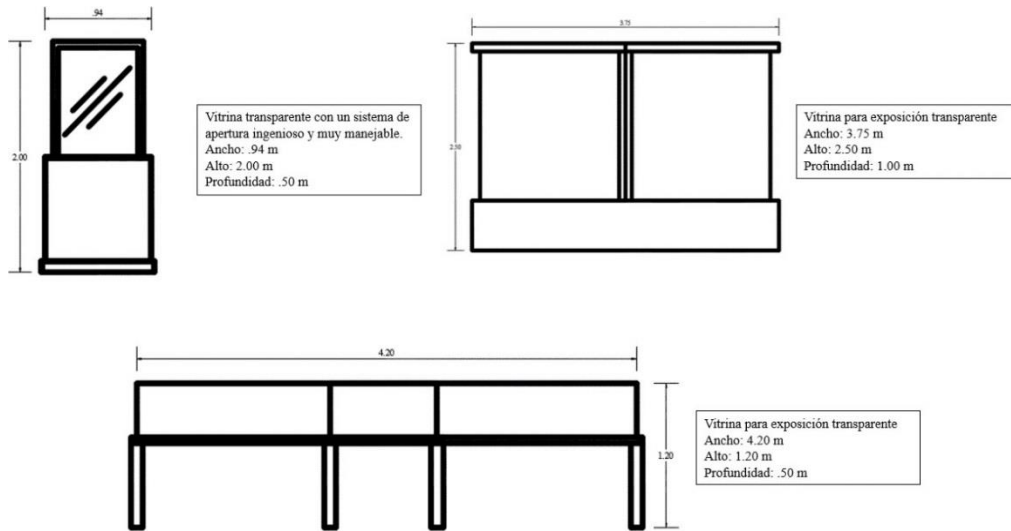 .94
2.00
Vitrina transparente con un sistema de
apertura ingenioso y muy manejable.
Ancho: .94 m
Alto: 2.00 m
Profundidad: .50 m
3.75
2.50
Vitrina para exposición transparente
Ancho: 3.75 m
Alto: 2.50 m
Profundidad: 1.00 m
4.20
1.20
Vitrina para exposición transparente
Ancho: 4.20 m
Alto: 1.20 m
Profundidad: .50 m